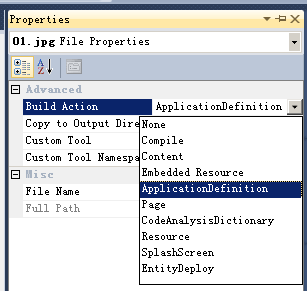 Properties
01.jpg File Properties
Advanced
Build Action ApplicationDefinition
Copy to Output Dire
Custom Tool
Custom Tool Namespa
Misc
File Name
Full Path
None
Compile
Content
Embedded Resource
ApplicationDefinition
Page
CodeAnalysisDictionary
Resource
SplashScreen
EntityDeploy